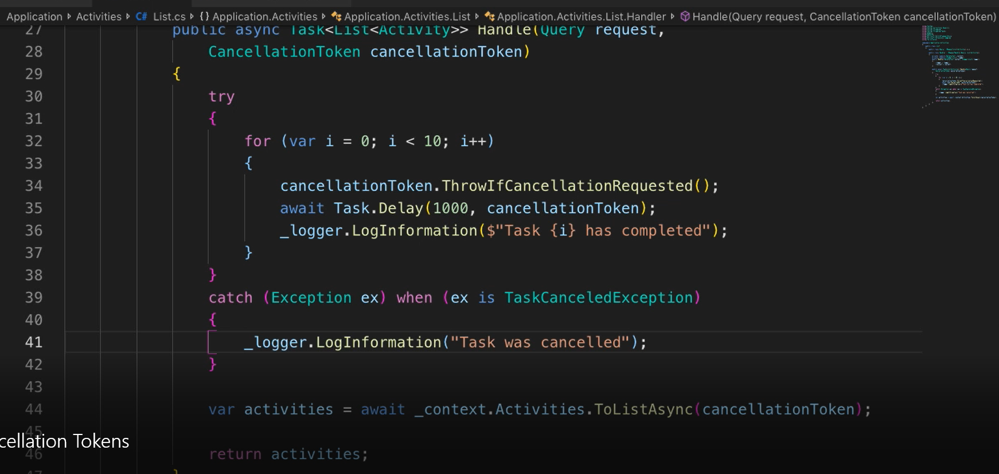 Application Activities C# List.cs {} Application.Activities Application.Activities.List Application.Activities.List.Handler Handle(Query request, CancellationToken cancellationToken)
27 public async Task<List<Activity>> Handle(Query request,
28 CancellationToken cancellationToken)
29 {
30 try
31 {
32 for (var i = 0; i < 10; i++)
33 {
34 cancellationToken.ThrowIfCancellationRequested();
35 await Task.Delay(1000, cancellationToken);
36 _logger.LogInformation($"Task {i} has completed");
37 }
38 }
39 catch (Exception ex) when (ex is TaskCanceledException)
40 {
41 _logger.LogInformation("Task was cancelled");
42 }
43
44 var activities = await _context.Activities.ToListAsync(cancellationToken);
45
cellation Tokens
46 return activities;
47 }